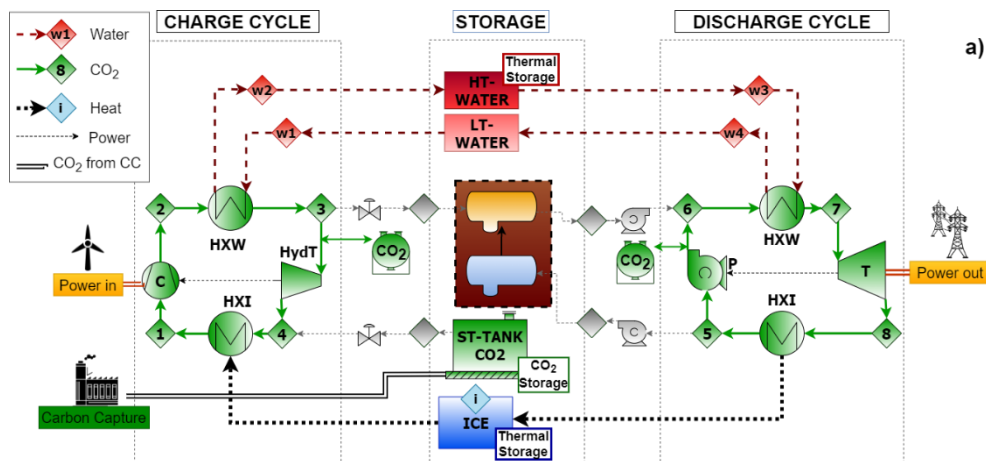 CHARGE CYCLE
STORAGE
DISCHARGE CYCLE
a)
w1 Water
8 CO2
i Heat
Power
CO2 from CC
w2
w1
Thermal
Storage
HT-
WATER
LT-
WATER
w3
w4
2
HXW
3
HydT
CO2
C
Power in
1
HXI
4
Carbon Capture
ST-TANK
CO2
CO2
Storage
i
ICE
Thermal
Storage
6
HXW
7
CO2
C
P
T
Power out
5
HXI
8